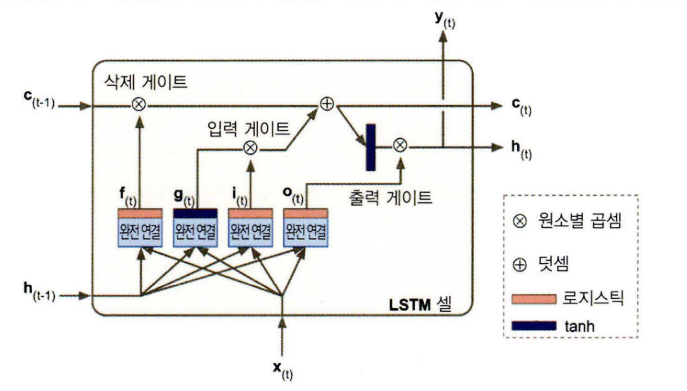 y(t)
삭제 게이트
c(t-1)
c(t)
입력 게이트
h(t)
f(t) g(t) i(t) o(t)
출력 게이트
완전 연결 완전 연결 완전 연결 완전 연결
h(t-1)
LSTM 셀
x(t)
⊗ 원소별 곱셈
⊕ 덧셈
로지스틱
tanh